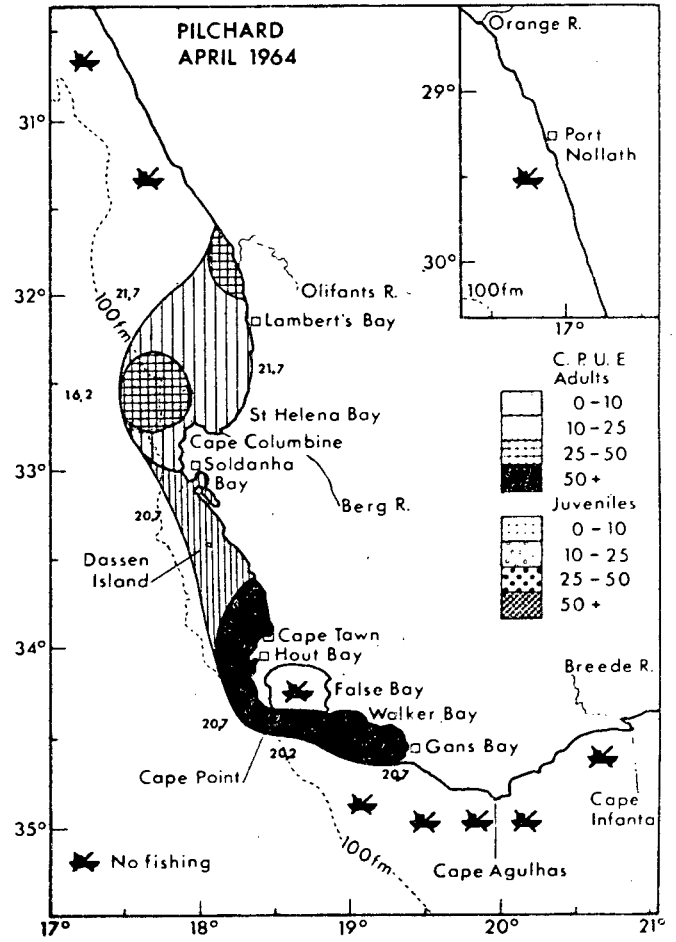 PILCHARD
APRIL 1964
Orange R.
29°
Port
Nollath
31°
30°
100fm
17°
21,7
32°
100fm
Olifants R.
Lambert's Bay
21,7
16,2
St Helena Bay
Cape Columbine
Soldanha
Bay
33°
Berg R.
20,7
Dassen
Island
C.P.U.E
Adults
0-10
10-25
25-50
50+
Juveniles
0-10
10-25
25-50
50+
Cape Tawn
34°
Hout Bay
Breede R.
False Bay
Walker Bay
20,7
20,2
20,7
Gans Bay
Cape Point
Cape
Infanta
35°
100fm
No fishing
Cape Agulhas
17°
18°
19°
20°
21°